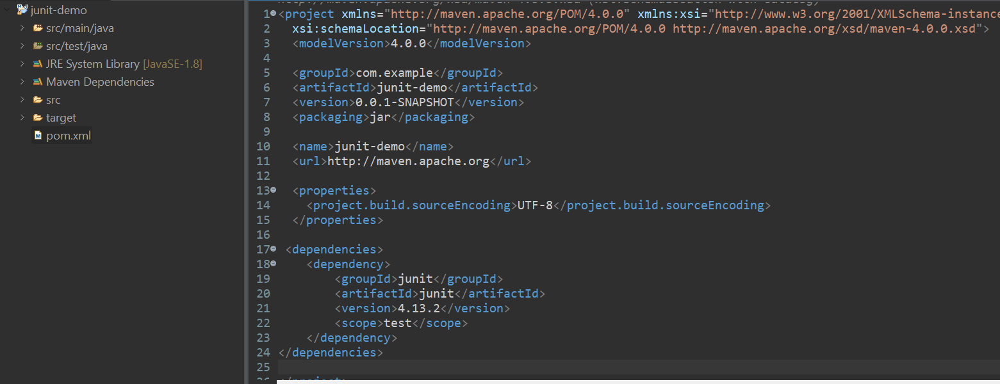 junit-demo
src/main/java
src/test/java
JRE System Library [JavaSE-1.8]
Maven Dependencies
src
target
pom.xml
1 <project xmlns="http://maven.apache.org/POM/4.0.0" xmlns:xsi="http://www.w3.org/2001/XMLSchema-instance
2 xsi:schemaLocation="http://maven.apache.org/POM/4.0.0 http://maven.apache.org/xsd/maven-4.0.0.xsd">
3 <modelVersion>4.0.0</modelVersion>
4
5 <groupId>com.example</groupId>
6 <artifactId>junit-demo</artifactId>
7 <version>0.0.1-SNAPSHOT</version>
8 <packaging>jar</packaging>
9
10 <name>junit-demo</name>
11 <url>http://maven.apache.org</url>
12
13 <properties>
14 <project.build.sourceEncoding>UTF-8</project.build.sourceEncoding>
15 </properties>
16
17 <dependencies>
18 <dependency>
19 <groupId>junit</groupId>
20 <artifactId>junit</artifactId>
21 <version>4.13.2</version>
22 <scope>test</scope>
23 </dependency>
24 </dependencies>
25